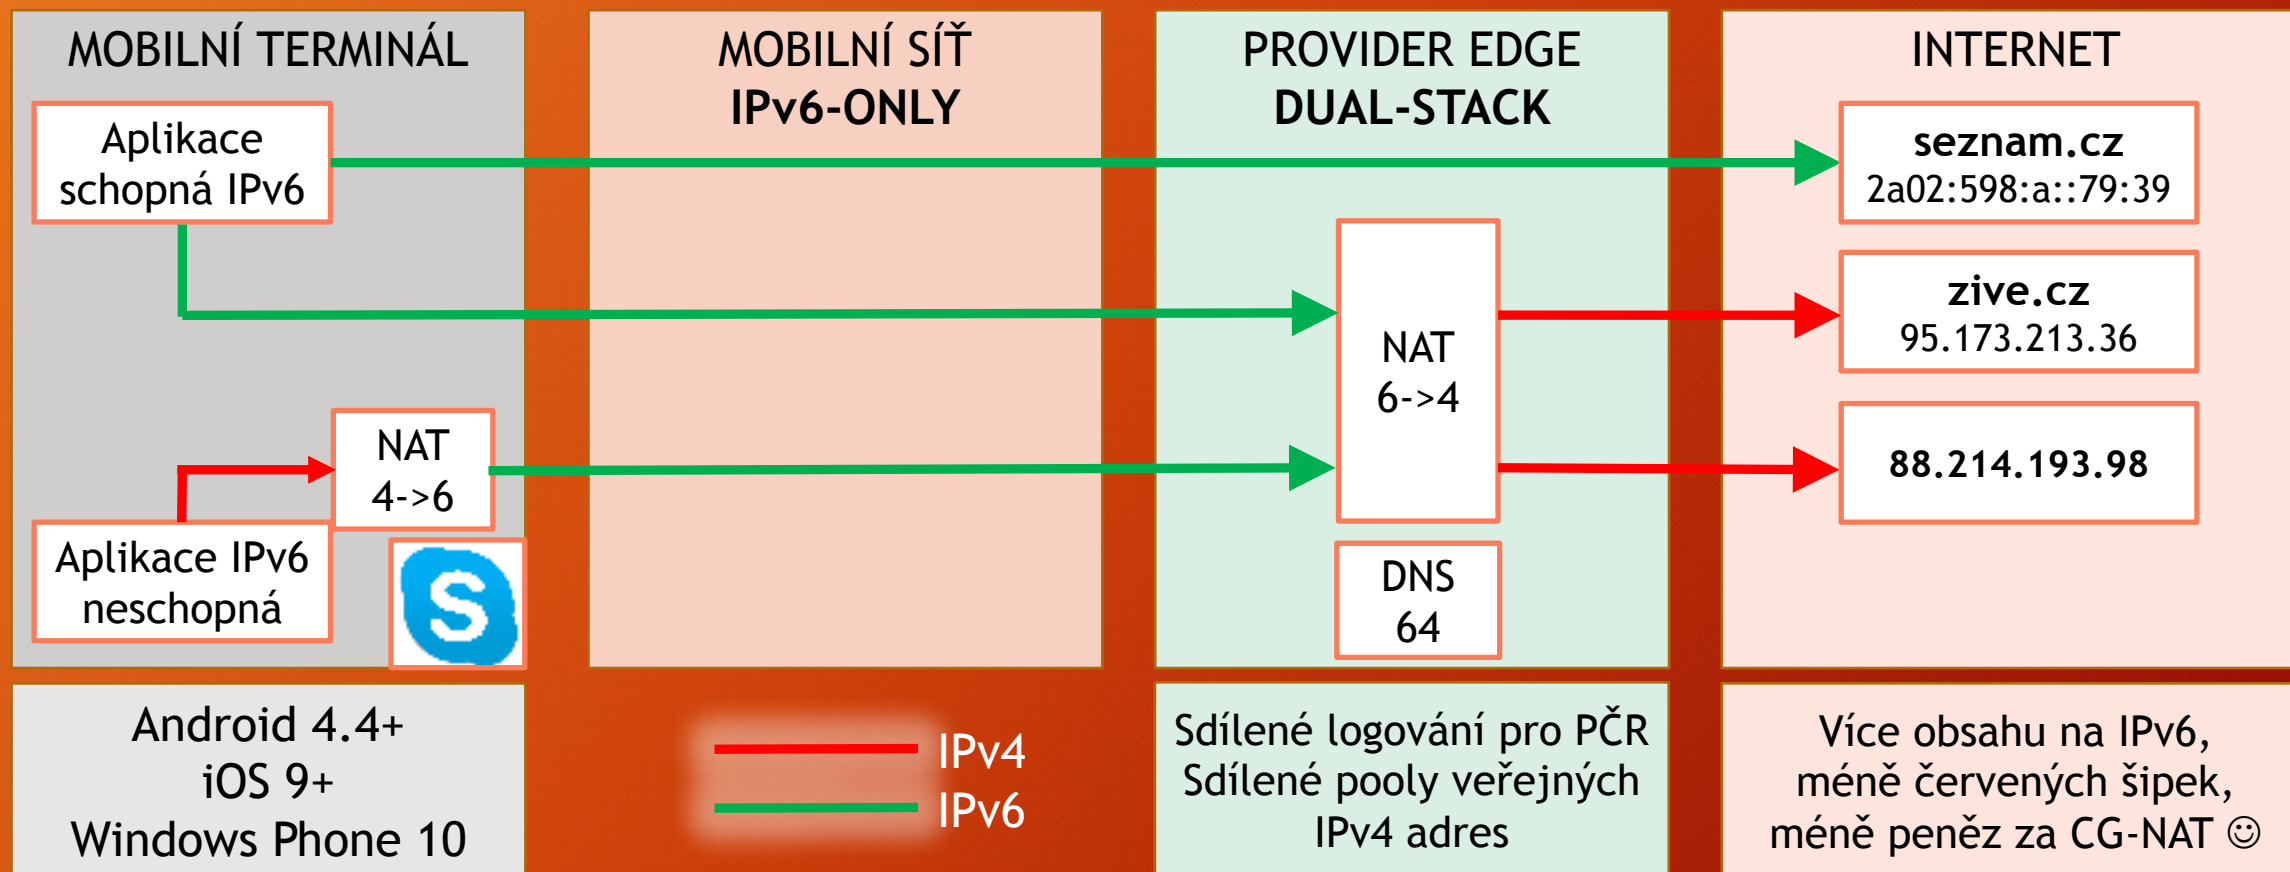 MOBILNÍ TERMINÁL
Aplikace
schopná IPv6
NAT
4->6
Aplikace IPv6
neschopná
S
Android 4.4+
iOS 9+
Windows Phone 10
MOBILNÍ SÍŤ
IPv6-ONLY
IPv4
IPv6
PROVIDER EDGE
DUAL-STACK
NAT
6->4
DNS
64
Sdílené logování pro PČR
Sdílené pooly veřejných
IPv4 adres
INTERNET
seznam.cz
2a02:598:a::79:39
zive.cz
95.173.213.36
88.214.193.98
Více obsahu na IPv6,
méně červených šipek,
méně peněz za CG-NAT ☺